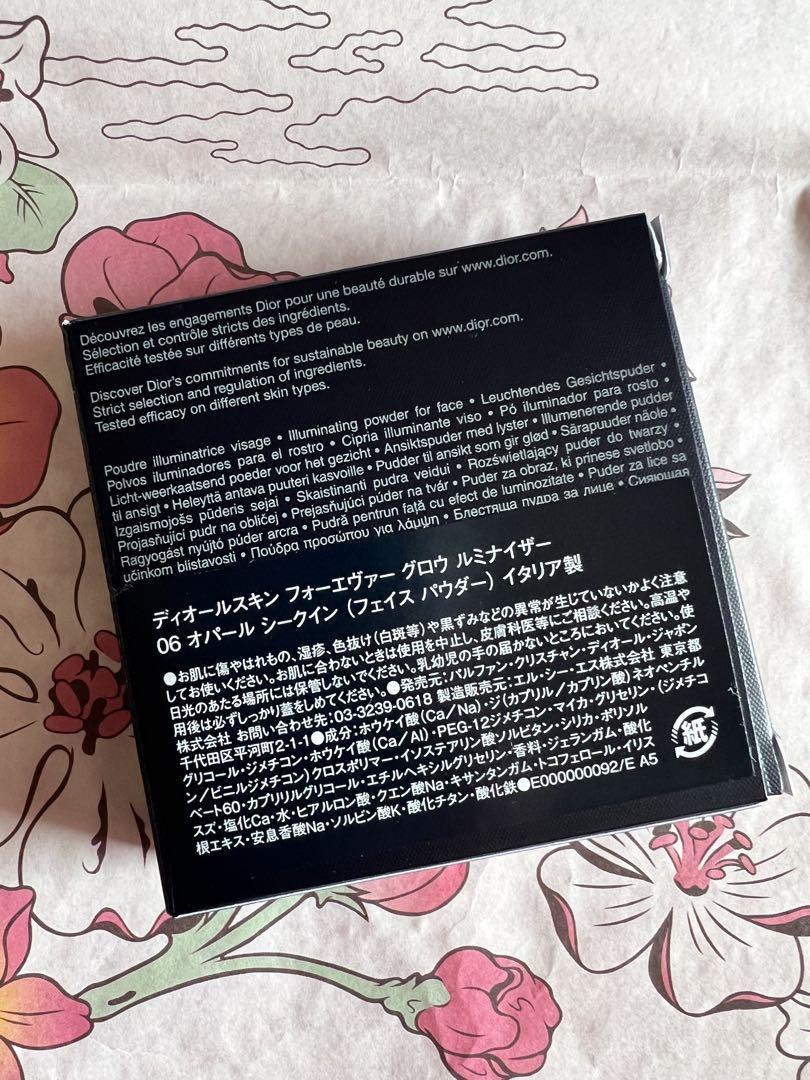 Découvrez les engagements Dior pour une beauté durable sur www.dior.com.
Sélection et contrôle stricts des ingrédients.
Efficacité testée sur différents types de peau.
Discover Dior's commitments for sustainable beauty on www.dior.com.
Strict selection and regulation of ingredients.
Tested efficacy on different skin types.
Poudre illuminatrice visage • Illuminating powder for face • Leuchtendes Gesichtspuder •
Polvos iluminadores para el rostro • Cipria illuminante viso • Pó iluminador para rosto •
Licht-weerkaatsend poeder voor het gezicht • Ansiktspuder med lyster • Illumenerende pudder
til ansigt • Heleyttä antava puuteri kasvoille • Pudder til ansikt som gir glød • Särapuuder näole •
Izgaismojošs pūderis sejai • Skaistinanti pudra veidui • Rozświetlający puder do twarzy •
Projasňující pudr na obličej • Prejasňujúci púder na tvár • Puder za obraz, ki prinese svetlobo •
Ragyogást nyújtó púder arcra • Pudră pentrun față cu efect de luminozitate • Puder za lice sa
učinkom blistavosti • Πούδρα προσώπου για λάμψη • Блестяща пудра за лице • Сияющая
ディオールスキン フォーエヴァー グロウ ルミナイザー
06 オパール シークイン (フェイス パウダー) イタリア製
●お肌に傷やはれもの、湿疹、色抜け(白斑等)や黒ずみなどの異常が生じていないかよく注意
してお使いください。お肌に合わないときは使用を中止し、皮膚科医等にご相談ください。高温や
日光のあたる場所には保管しないでください。乳幼児の手の届かないところにおいてください。使
用後は必ずしっかり蓋をしめてください。●発売元:パルファン・クリスチャン・ディオール・ジャポン
株式会社 お問い合わせ先:03-3239-0618 製造販売元:エル・シー・エス株式会社 東京都
千代田区平河町2-1-1●成分:ホウケイ酸(Ca/Na)・ジ(カプリル/カプリン酸)ネオペンチル
グリコール・ジメチコン・ホウケイ酸(Ca/Al)・PEG-12ジメチコン・マイカ・グリセリン・(ジメチコ
ン/ビニルジメチコン)クロスポリマー・イソステアリン酸ソルビタン・シリカ・ポリソル
ベート60・カプリリルグリコール・エチルヘキシルグリセリン・香料・ジェランガム・酸化
スズ・塩化Ca・水・ヒアルロン酸・クエン酸Na・キサンタンガム・トコフェロール・イリス
根エキス・安息香酸Na・ソルビン酸K・酸化チタン・酸化鉄●E000000092/E A5
紙